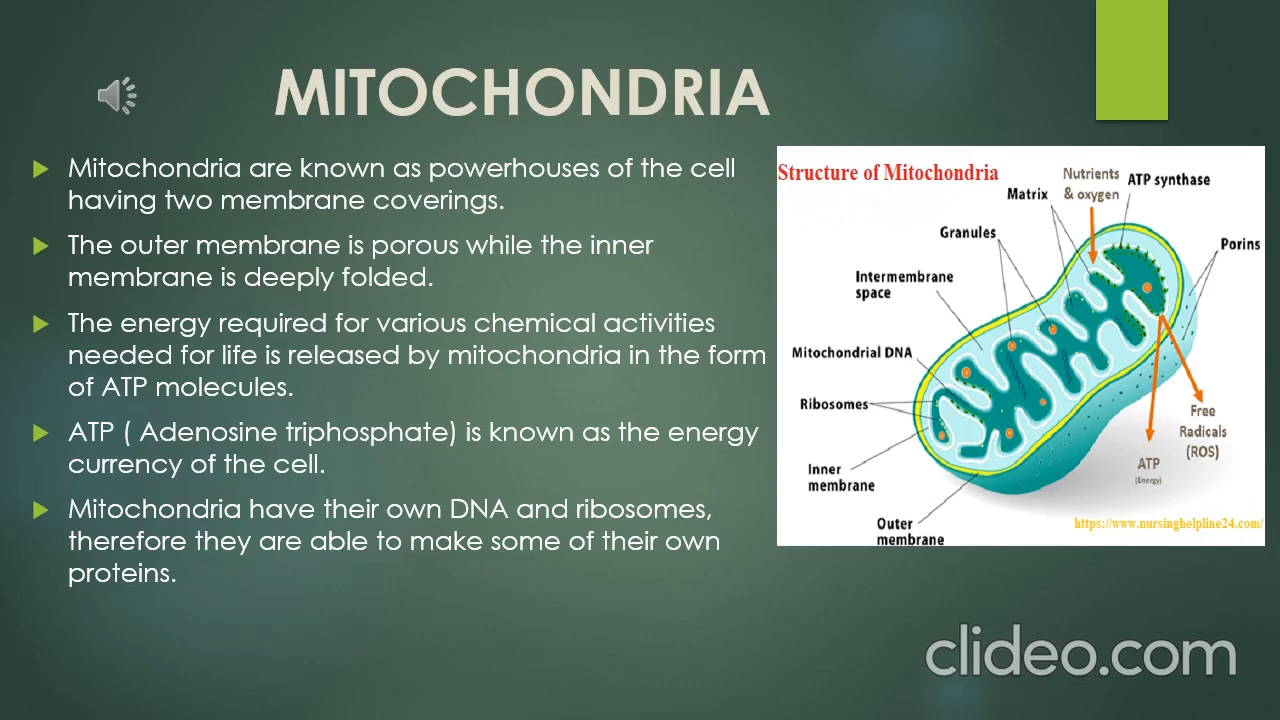 MITOCHONDRIA
Mitochondria are known as powerhouses of the cell
having two membrane coverings.
The outer membrane is porous while the inner
membrane is deeply folded.
The energy required for various chemical activities
needed for life is released by mitochondria in the form
of ATP molecules.
ATP ( Adenosine triphosphate) is known as the energy
currency of the cell.
Mitochondria have their own DNA and ribosomes,
therefore they are able to make some of their own
proteins.
Structure of Mitochondria
Nutrients
& oxygen
ATP synthase
Matrix
Granules
Porins
Intermembrane
space
Mitochondrial DNA
Ribosomes
Free
Radicals
(ROS)
ATP
(Energy)
Inner
membrane
Outer
membrane
https://www.nursinghelpline24.com/
clideo.com